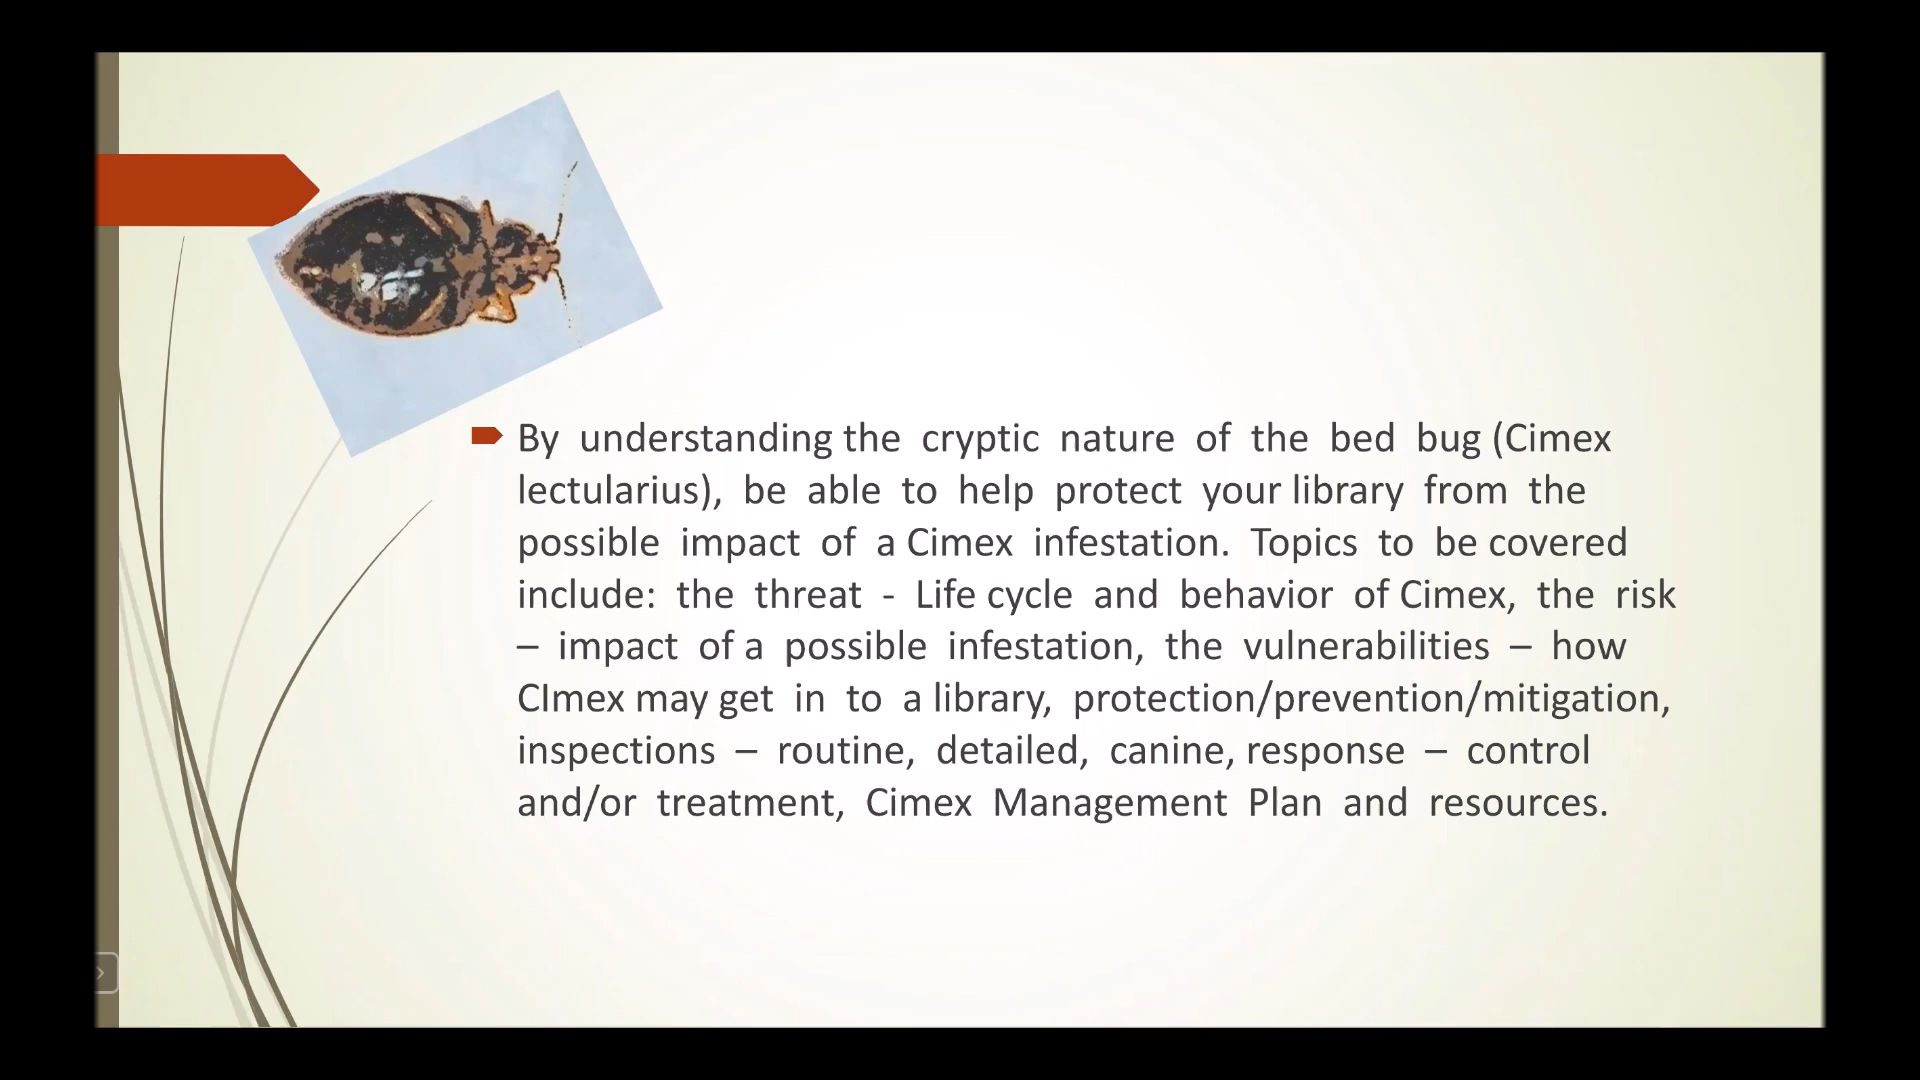 By understanding the cryptic nature of the bed bug (Cimex
lectularius), be able to help protect your library from the
possible impact of a Cimex infestation. Topics to be covered
include: the threat - Life cycle and behavior of Cimex, the risk
– impact of a possible infestation, the vulnerabilities – how
CImex may get in to a library, protection/prevention/mitigation,
inspections – routine, detailed, canine, response – control
and/or treatment, Cimex Management Plan and resources.